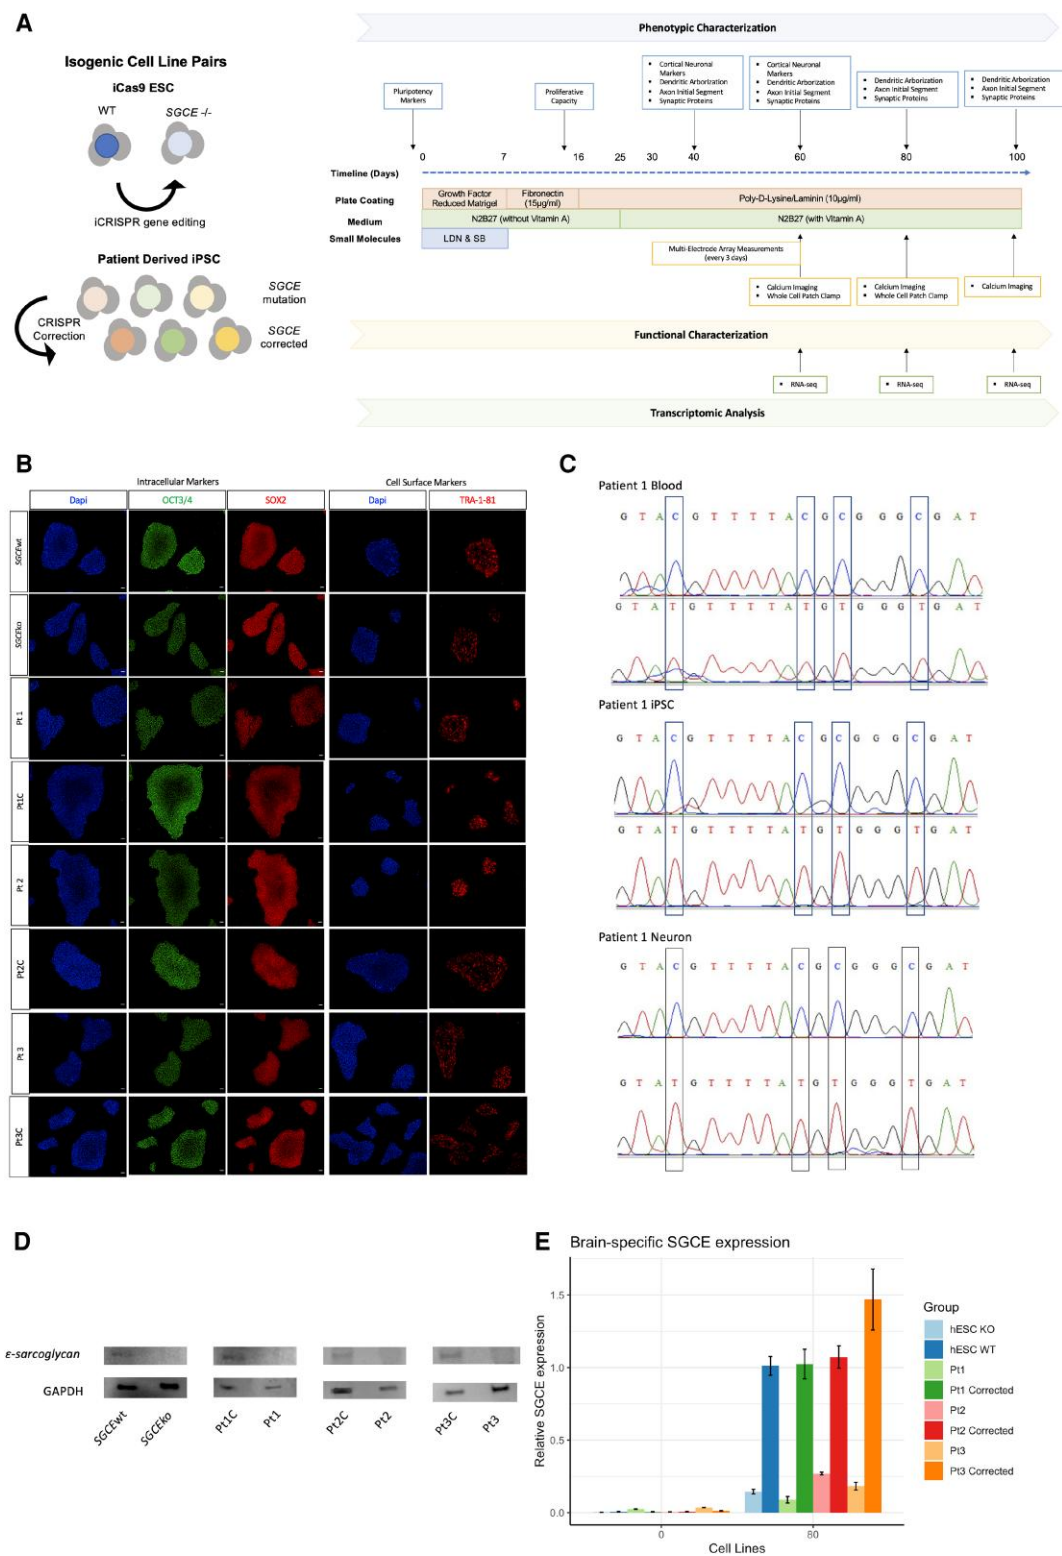 A
Phenotypic Characterization
Isogenic Cell Line Pairs
iCas9 ESC
WT
SGCE -/-
iCRISPR gene editing
Patient Derived iPSC
SGCE
mutation
CRISPR
Correction
SGCE
corrected
Pluripotency
Markers
Proliferative
Capacity
Cortical Neuronal
Markers
Dendritic Arborization
Axon Initial Segment
Synaptic Proteins
Cortical Neuronal
Markers
Dendritic Arborization
Axon Initial Segment
Synaptic Proteins
Dendritic Arborization
Axon Initial Segment
Synaptic Proteins
Dendritic Arborization
Axon Initial Segment
Synaptic Proteins
0 7 16 25 30 40 60 80 100
Timeline (Days)
Plate Coating
Growth Factor
Reduced Matrigel
Fibronectin
(15µg/ml)
Poly-D-Lysine/Laminin (10µg/ml)
Medium
N2B27 (without Vitamin A)
N2B27 (with Vitamin A)
Small Molecules
LDN & SB
Multi-Electrode Array Measurements
(every 3 days)
Calcium Imaging
Whole Cell Patch Clamp
Calcium Imaging
Whole Cell Patch Clamp
Calcium Imaging
Functional Characterization
RNA-seq
RNA-seq
RNA-seq
Transcriptomic Analysis
B
Intracellular Markers
Cell Surface Markers
Dapi
OCT3/4
SOX2
Dapi
TRA-1-81
SGCEwt
SGCEko
Pt 1
Pt1C
Pt 2
Pt2C
Pt 3
Pt3C
C
Patient 1 Blood
G T A C G T T T T A C G C G G G C G A T
G T A T G T T T T A T G T G G G T G A T
Patient 1 iPSC
G T A C G T T T T A C G C G G G C G A T
G T A T G T T T T A T G T G G G T G A T
Patient 1 Neuron
G T A C G T T T T A C G C G G G C G A T
G T A T G T T T T A T G T G G G T G A T
D
ε-sarcoglycan
GAPDH
SGCEwt
SGCEko
Pt1C
Pt1
Pt2C
Pt2
Pt3C
Pt3
E
Brain-specific SGCE expression
Relative SGCE expression
1.5
1.0
0.5
0.0
0
80
Cell Lines
Group
hESC KO
hESC WT
Pt1
Pt1 Corrected
Pt2
Pt2 Corrected
Pt3
Pt3 Corrected